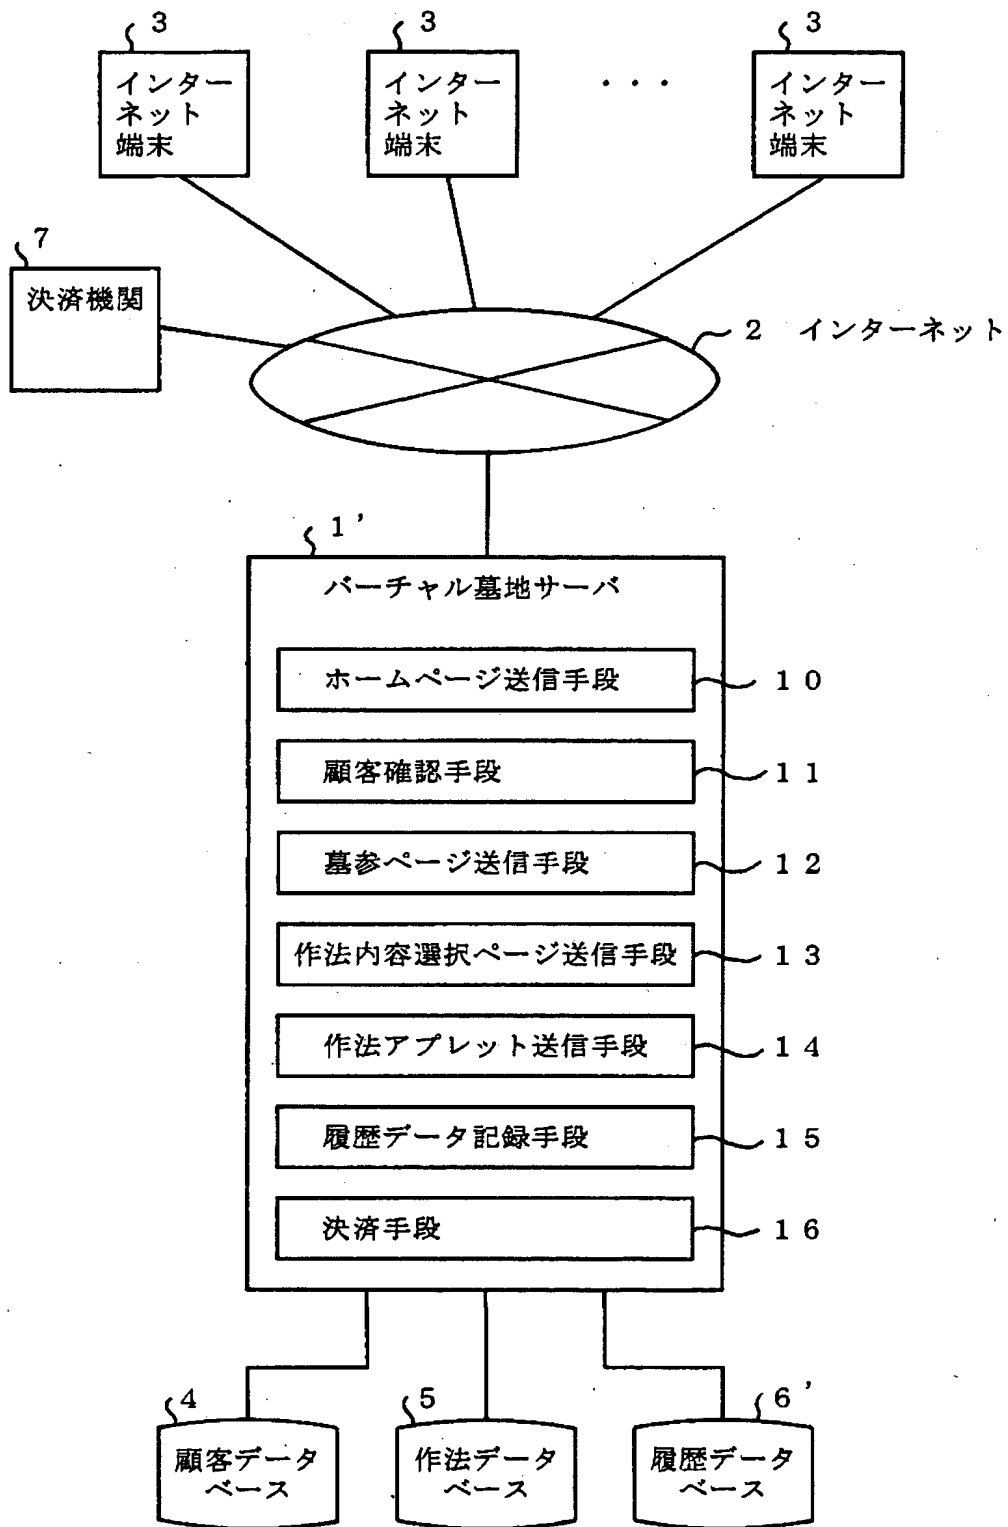 3 3 3
インター インター ・・・ インター
ネット ネット ネット
端末 端末 端末
7
決済機関
2 インターネット
1'
バーチャル墓地サーバ
ホームページ送信手段 10
顧客確認手段 11
墓参ページ送信手段 12
作法内容選択ページ送信手段 13
作法アプレット送信手段 14
履歴データ記録手段 15
決済手段 16
4 5 6'
顧客データ 作法データ 履歴データ
ベース ベース ベース